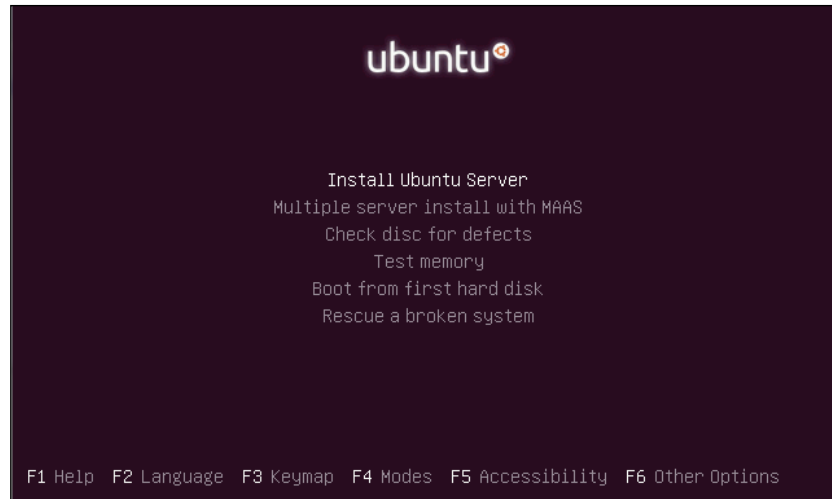 ubuntu
Install Ubuntu Server
Multiple server install with MAAS
Check disc for defects
Test memory
Boot from first hard disk
Rescue a broken system
F1 Help F2 Language F3 Keymap F4 Modes F5 Accessibility F6 Other Options